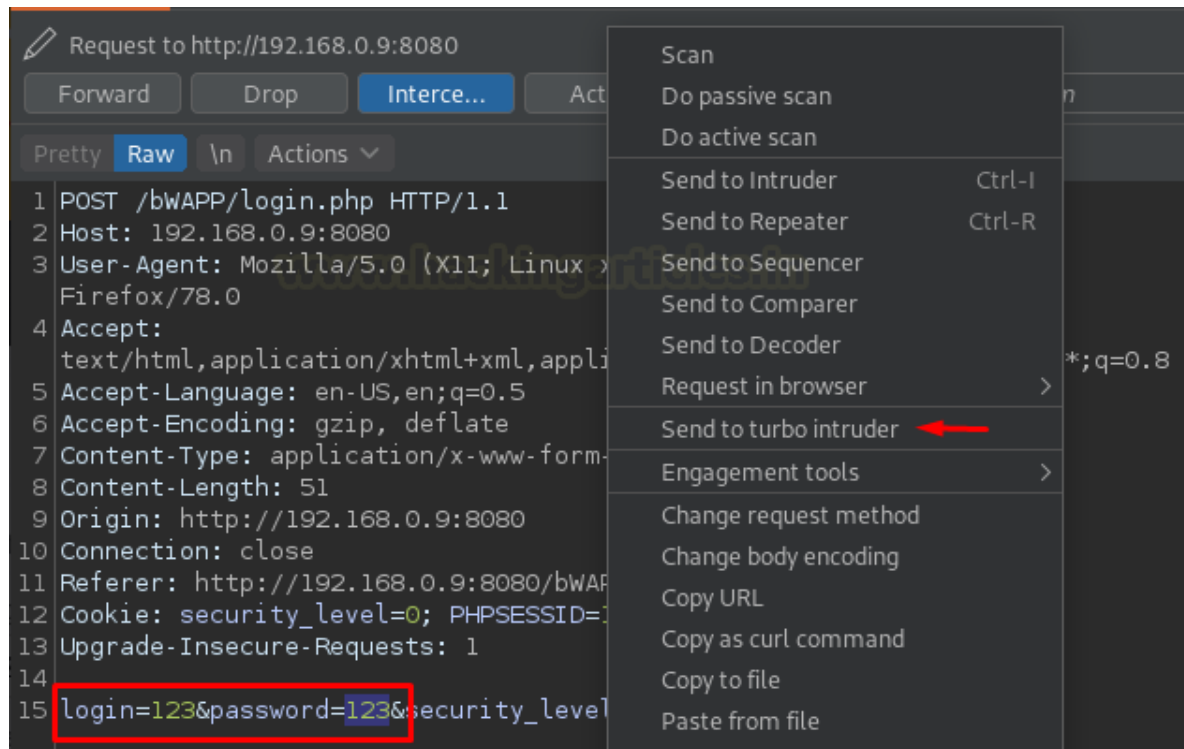 Request to http://192.168.0.9:8080
Forward Drop Interce... Act n
Pretty Raw \n Actions
1 POST /bWAPP/login.php HTTP/1.1
2 Host: 192.168.0.9:8080
3 User-Agent: Mozilla/5.0 (X11; Linux x
Firefox/78.0
4 Accept:
text/html,application/xhtml+xml,appli *;q=0.8
5 Accept-Language: en-US,en;q=0.5
6 Accept-Encoding: gzip, deflate
7 Content-Type: application/x-www-form-
8 Content-Length: 51
9 Origin: http://192.168.0.9:8080
10 Connection: close
11 Referer: http://192.168.0.9:8080/bWAP
12 Cookie: security_level=0; PHPSESSID=1
13 Upgrade-Insecure-Requests: 1
14
15 login=123&password=123&security_level
www.hackingarticles.in
Scan
Do passive scan
Do active scan
Send to Intruder Ctrl-I
Send to Repeater Ctrl-R
Send to Sequencer
Send to Comparer
Send to Decoder
Request in browser
Send to turbo intruder
Engagement tools
Change request method
Change body encoding
Copy URL
Copy as curl command
Copy to file
Paste from file